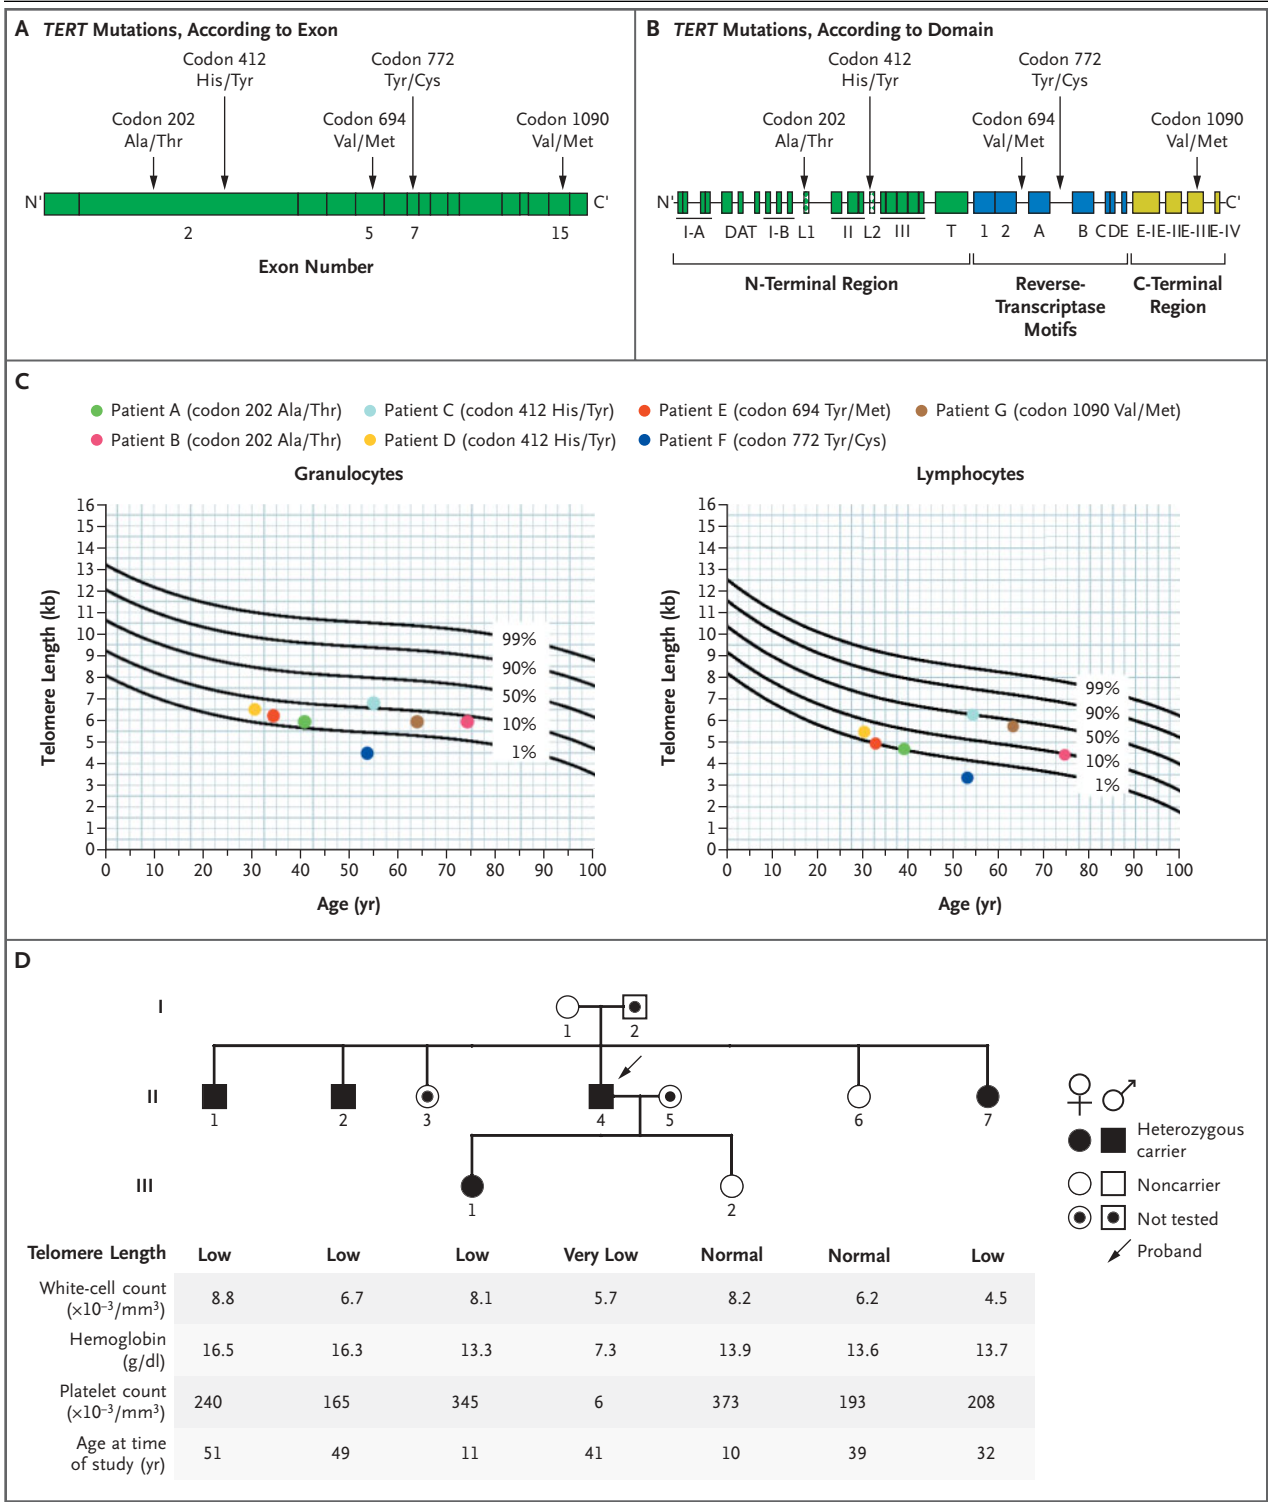 A TERT Mutations, According to Exon
Codon 412
His/Tyr
Codon 772
Tyr/Cys
Codon 202
Ala/Thr
Codon 694
Val/Met
Codon 1090
Val/Met
N' C'
2 5 7 15
Exon Number
B TERT Mutations, According to Domain
Codon 412
His/Tyr
Codon 772
Tyr/Cys
Codon 202
Ala/Thr
Codon 694
Val/Met
Codon 1090
Val/Met
N' C'
I-A DAT I-B L1 II L2 III T 1 2 A B C D E E-I E-II E-III E-IV
N-Terminal Region
Reverse-
Transcriptase
Motifs
C-Terminal
Region
C
Patient A (codon 202 Ala/Thr) Patient C (codon 412 His/Tyr) Patient E (codon 694 Tyr/Met) Patient G (codon 1090 Val/Met)
Patient B (codon 202 Ala/Thr) Patient D (codon 412 His/Tyr) Patient F (codon 772 Tyr/Cys)
Granulocytes
Telomere Length (kb)
16
15
14
13
12
11
10
9
8
7
6
5
4
3
2
1
0
99%
90%
50%
10%
1%
0 10 20 30 40 50 60 70 80 90 100
Age (yr)
Lymphocytes
Telomere Length (kb)
16
15
14
13
12
11
10
9
8
7
6
5
4
3
2
1
0
99%
90%
50%
10%
1%
0 10 20 30 40 50 60 70 80 90 100
Age (yr)
D
I
1 2
II
1 2 3 4 5 6 7
III
1 2
Heterozygous
carrier
Noncarrier
Not tested
Proband
Telomere Length Low Low Low Very Low Normal Normal Low
White-cell count
(×10⁻³/mm³) 8.8 6.7 8.1 5.7 8.2 6.2 4.5
Hemoglobin
(g/dl) 16.5 16.3 13.3 7.3 13.9 13.6 13.7
Platelet count
(×10⁻³/mm³) 240 165 345 6 373 193 208
Age at time
of study (yr) 51 49 11 41 10 39 32